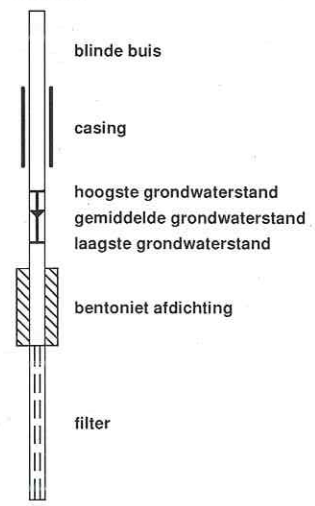 blinde buis
casing
hoogste grondwaterstand
gemiddelde grondwaterstand
laagste grondwaterstand
bentoniet afdichting
filter